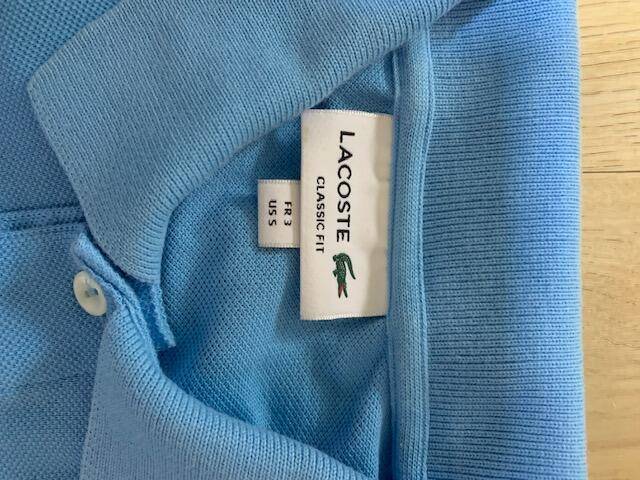 LACOSTE
CLASSIC FIT
FR 3
US S